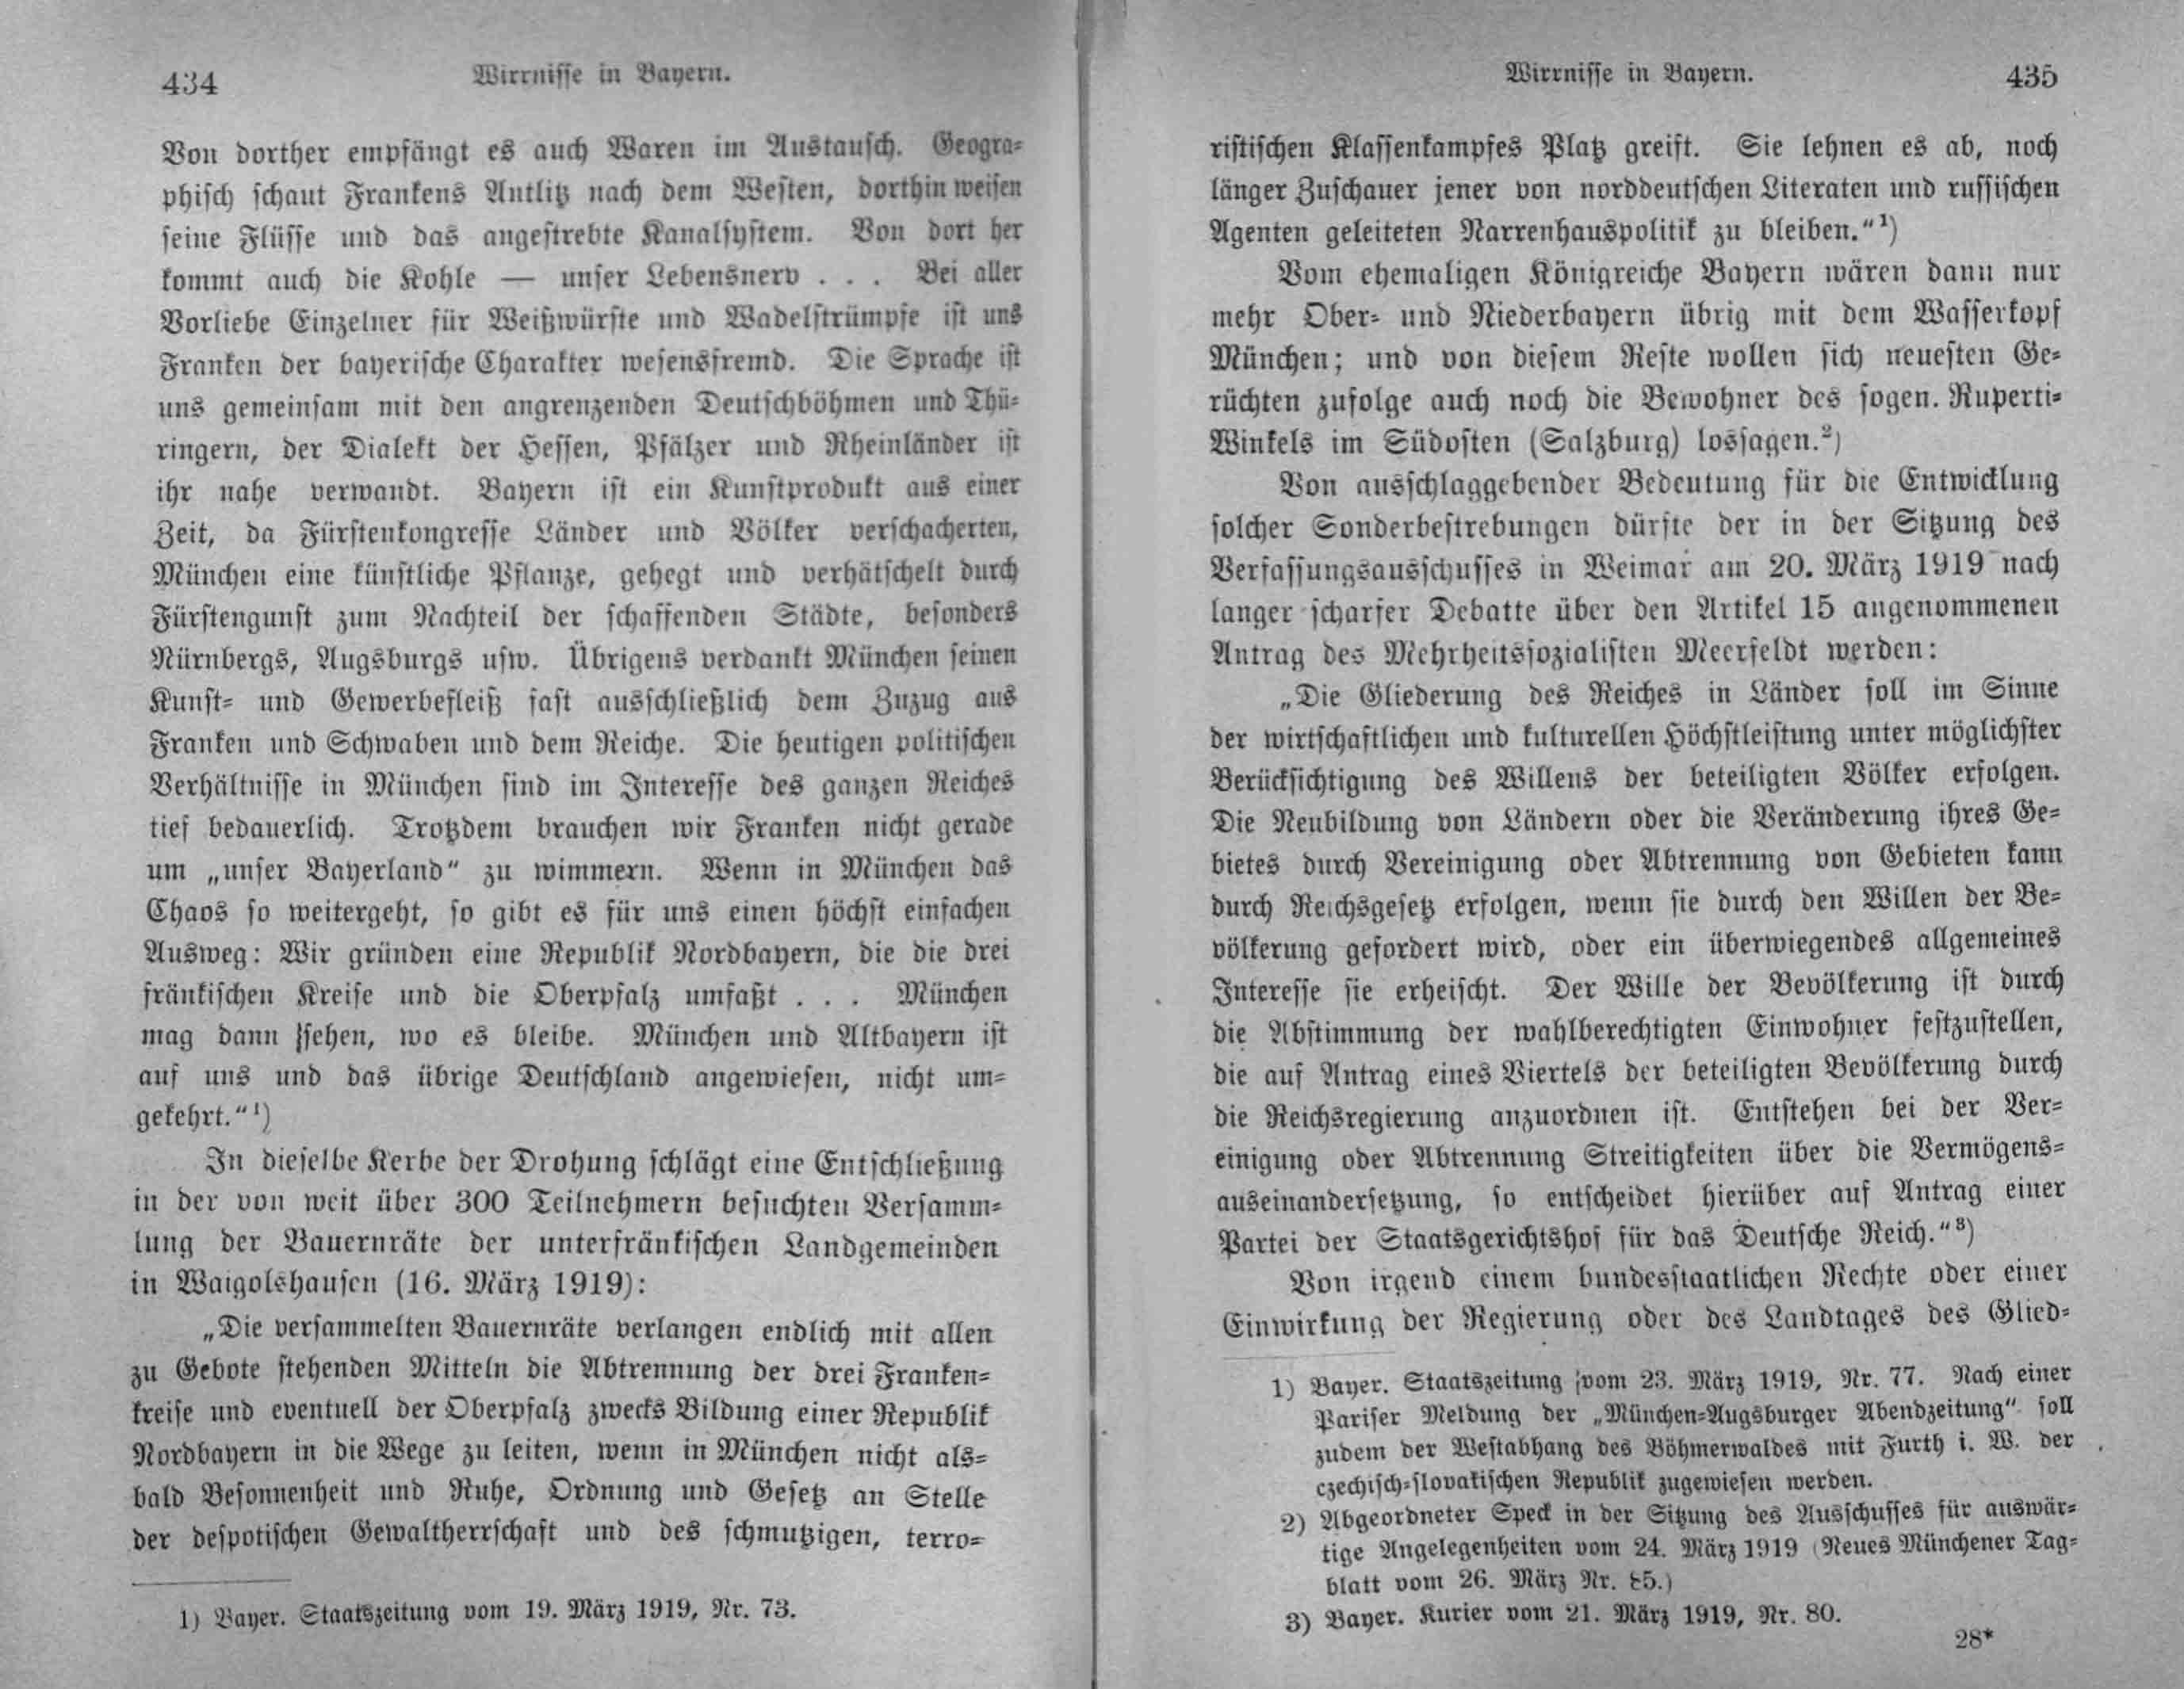 434
Wirrnisse in Bayern.
Von dorther empfängt es auch Waren im Austausch. Geogra-
phisch schaut Frankens Antlitz nach dem Westen, dorthin weisen
seine Flüsse und das angestrebte Kanalsystem. Von dort her
kommt auch die Kohle — unser Lebensnerv . . . Bei aller
Vorliebe Einzelner für Weißwürste und Wadelstrümpfe ist uns
Franken der bayerische Charakter wesensfremd. Die Sprache ist
uns gemeinsam mit den angrenzenden Deutschböhmen und Thü-
ringern, der Dialekt der Hessen, Pfälzer und Rheinländer ist
ihr nahe verwandt. Bayern ist ein Kunstprodukt aus einer
Zeit, da Fürstenkongresse Länder und Völker verschacherten,
München eine künstliche Pflanze, gehegt und verhätschelt durch
Fürstengunst zum Nachteil der schaffenden Städte, besonders
Nürnbergs, Augsburgs usw. Übrigens verdankt München seinen
Kunst- und Gewerbefleiß fast ausschließlich dem Zuzug aus
Franken und Schwaben und dem Reiche. Die heutigen politischen
Verhältnisse in München sind im Interesse des ganzen Reiches
tief bedauerlich. Trotzdem brauchen wir Franken nicht gerade
um „unser Bayerland“ zu wimmern. Wenn in München das
Chaos so weitergeht, so gibt es für uns einen höchst einfachen
Ausweg: Wir gründen eine Republik Nordbayern, die die drei
fränkischen Kreise und die Oberpfalz umfaßt . . . München
mag dann sehen, wo es bleibe. München und Altbayern ist
auf uns und das übrige Deutschland angewiesen, nicht um-
gekehrt.“¹)
In dieselbe Kerbe der Drohung schlägt eine Entschließung
in der von weit über 300 Teilnehmern besuchten Versamm-
lung der Bauernräte der unterfränkischen Landgemeinden
in Waigolshausen (16. März 1919):
„Die versammelten Bauernräte verlangen endlich mit allen
zu Gebote stehenden Mitteln die Abtrennung der drei Franken-
kreise und eventuell der Oberpfalz zwecks Bildung einer Republik
Nordbayern in die Wege zu leiten, wenn in München nicht als-
bald Besonnenheit und Ruhe, Ordnung und Gesetz an Stelle
der despotischen Gewaltherrschaft und des schmutzigen, terro-
1) Bayer. Staatszeitung vom 19. März 1919, Nr. 73.
Wirrnisse in Bayern.
435
ristischen Klassenkampfes Platz greift. Sie lehnen es ab, noch
länger Zuschauer jener von norddeutschen Literaten und russischen
Agenten geleiteten Narrenhauspolitik zu bleiben.“¹)
Vom ehemaligen Königreiche Bayern wären dann nur
mehr Ober- und Niederbayern übrig mit dem Wasserkopf
München; und von diesem Reste wollen sich neuesten Ge-
rüchten zufolge auch noch die Bewohner des sogen. Ruperti-
Winkels im Südosten (Salzburg) lossagen.²)
Von ausschlaggebender Bedeutung für die Entwicklung
solcher Sonderbestrebungen dürfte der in der Sitzung des
Verfassungsausschusses in Weimar am 20. März 1919 nach
langer scharfer Debatte über den Artikel 15 angenommenen
Antrag des Mehrheitssozialisten Meerfeldt werden:
„Die Gliederung des Reiches in Länder soll im Sinne
der wirtschaftlichen und kulturellen Höchstleistung unter möglichster
Berücksichtigung des Willens der beteiligten Völker erfolgen.
Die Neubildung von Ländern oder die Veränderung ihres Ge-
bietes durch Vereinigung oder Abtrennung von Gebieten kann
durch Reichsgesetz erfolgen, wenn sie durch den Willen der Be-
völkerung gefordert wird, oder ein überwiegendes allgemeines
Interesse sie erheischt. Der Wille der Bevölkerung ist durch
die Abstimmung der wahlberechtigten Einwohner festzustellen,
die auf Antrag eines Viertels der beteiligten Bevölkerung durch
die Reichsregierung anzuordnen ist. Entstehen bei der Ver-
einigung oder Abtrennung Streitigkeiten über die Vermögens-
auseinandersetzung, so entscheidet hierüber auf Antrag einer
Partei der Staatsgerichtshof für das Deutsche Reich.“³)
Von irgend einem bundesstaatlichen Rechte oder einer
Einwirkung der Regierung oder des Landtages des Glied-
1) Bayer. Staatszeitung vom 23. März 1919, Nr. 77. Nach einer
Pariser Meldung der „München-Augsburger Abendzeitung“ soll
zudem der Westabhang des Böhmerwaldes mit Furth i. W. der
czechisch-slovakischen Republik zugewiesen werden.
2) Abgeordneter Speck in der Sitzung des Ausschusses für auswär-
tige Angelegenheiten vom 24. März 1919 (Neues Münchener Tag-
blatt vom 26. März Nr. 85.)
3) Bayer. Kurier vom 21. März 1919, Nr. 80.
28*